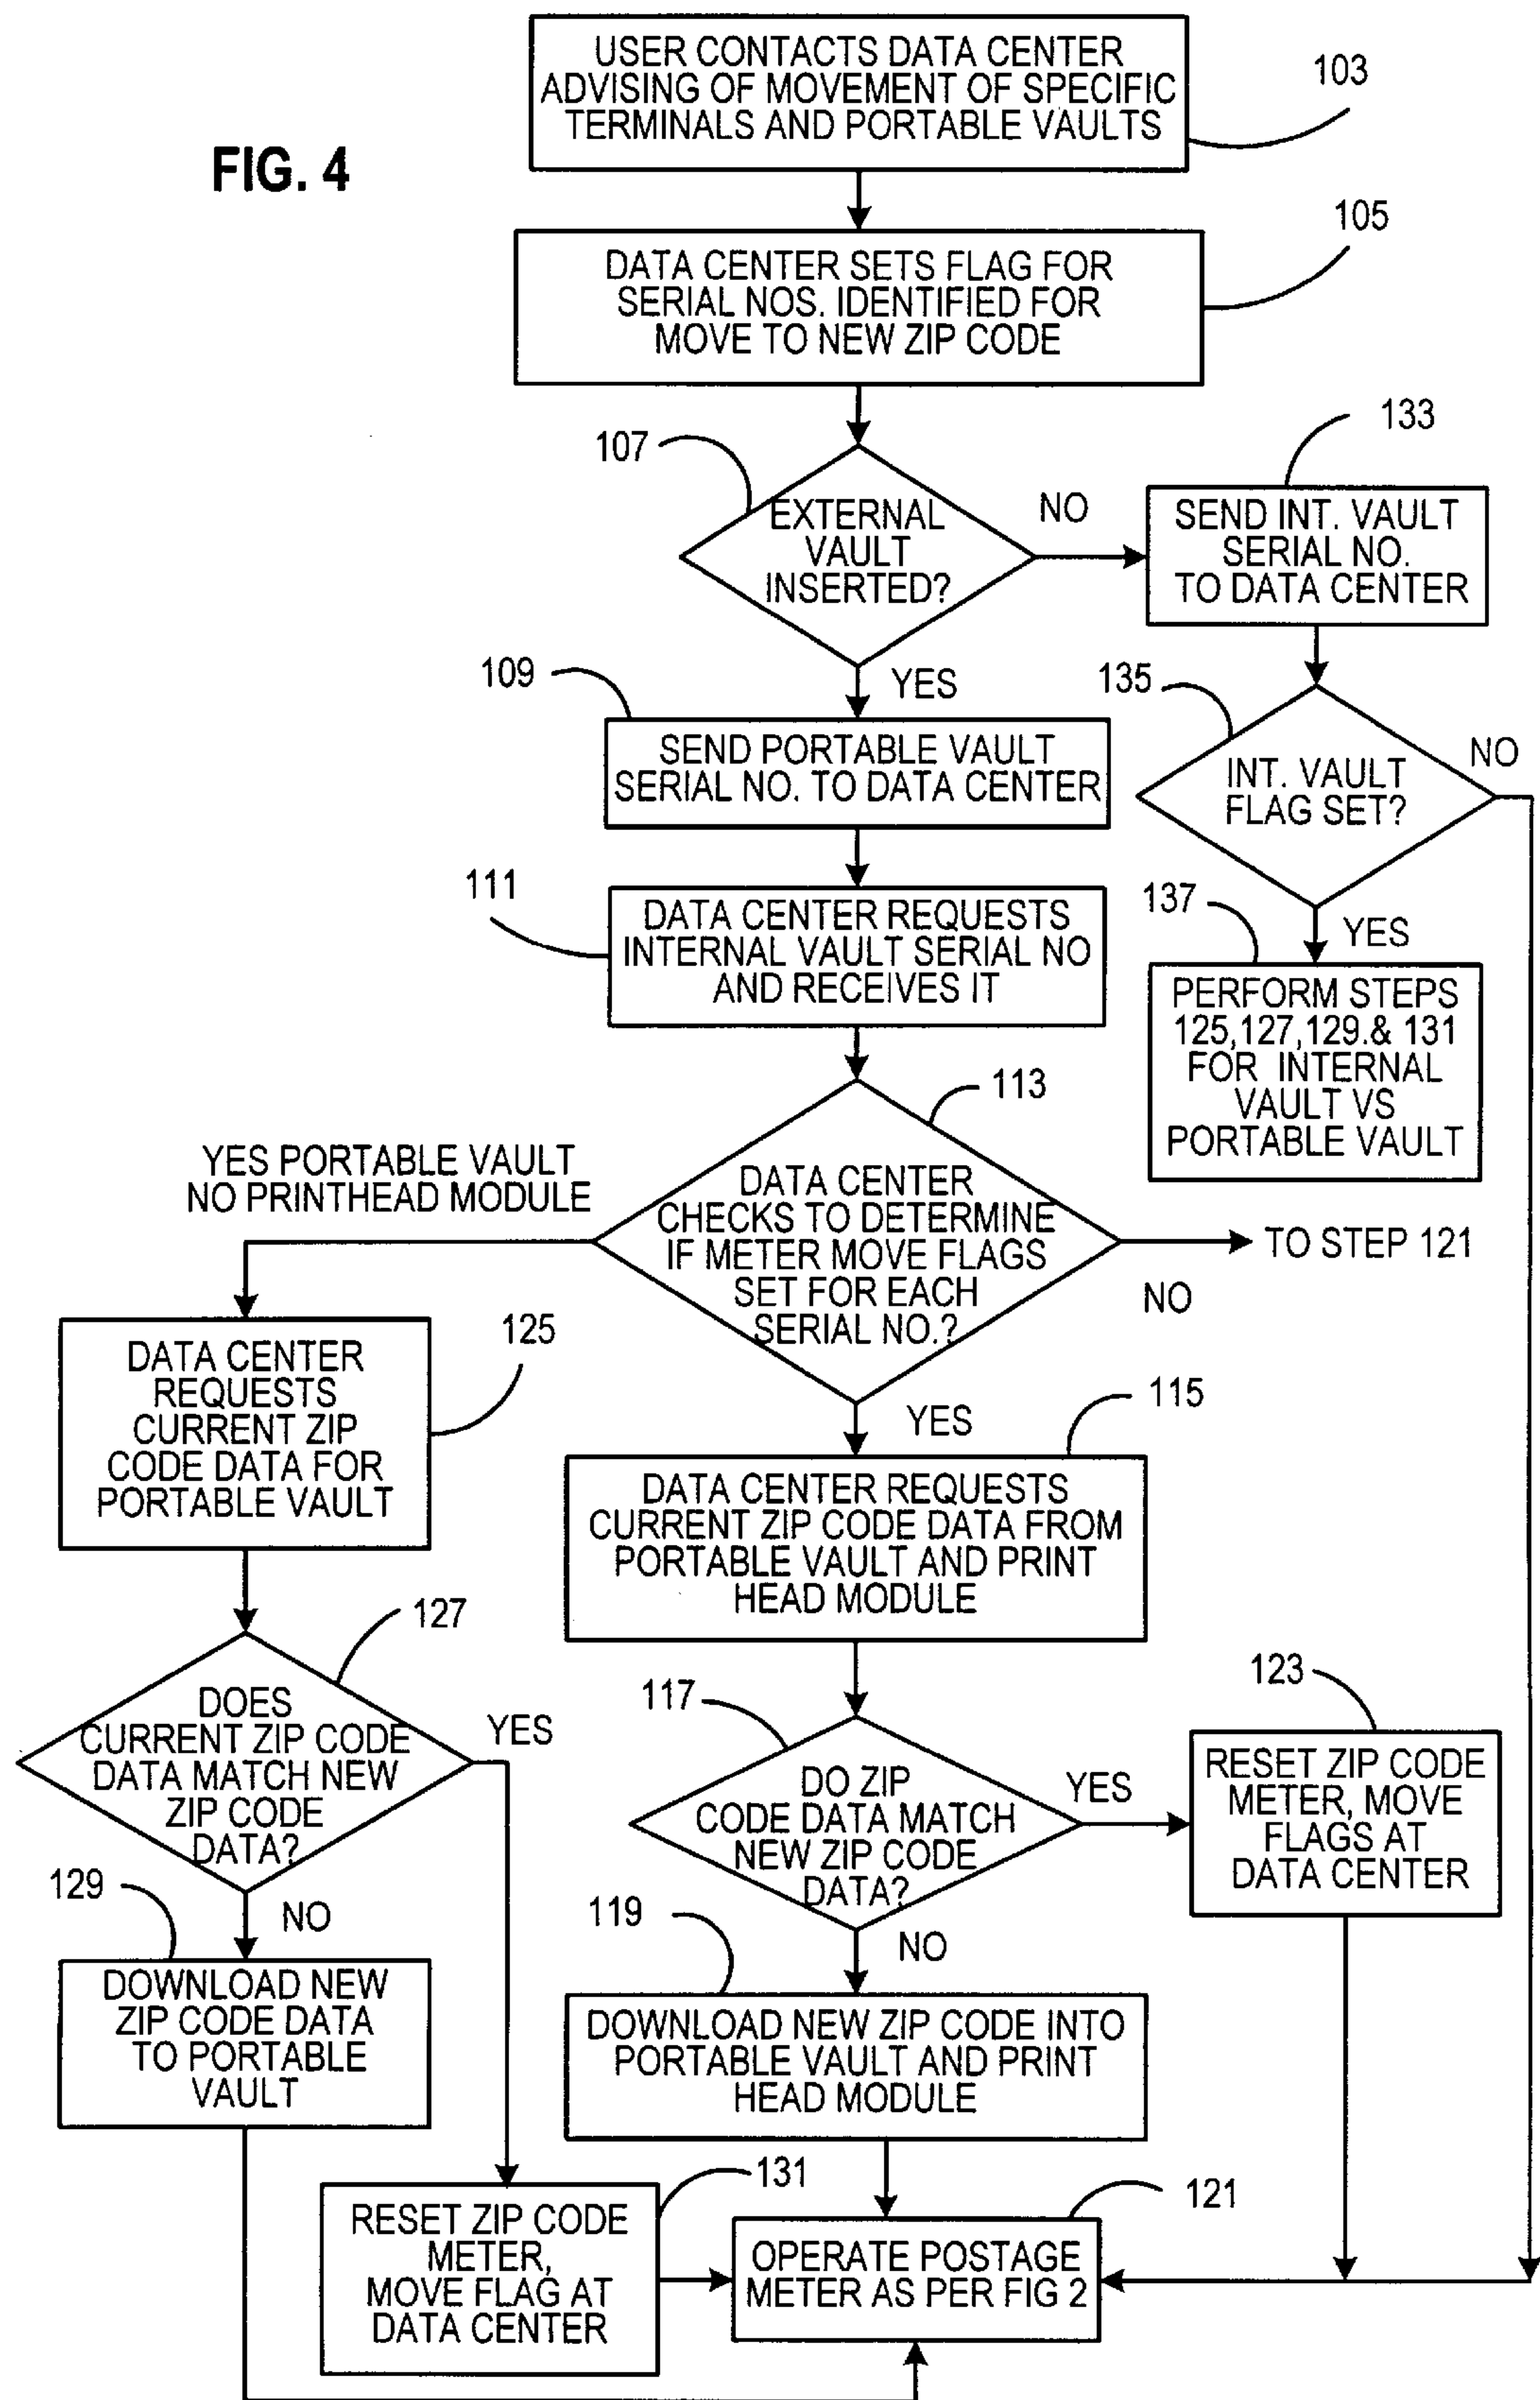 FIG. 4
USER CONTACTS DATA CENTER
ADVISING OF MOVEMENT OF SPECIFIC
TERMINALS AND PORTABLE VAULTS
103
DATA CENTER SETS FLAG FOR
SERIAL NOS. IDENTIFIED FOR
MOVE TO NEW ZIP CODE
105
107
EXTERNAL
VAULT
INSERTED?
NO
133
SEND INT. VAULT
SERIAL NO.
TO DATA CENTER
YES
109
SEND PORTABLE VAULT
SERIAL NO. TO DATA CENTER
135
INT. VAULT
FLAG SET?
NO
111
DATA CENTER REQUESTS
INTERNAL VAULT SERIAL NO
AND RECEIVES IT
137
YES
PERFORM STEPS
125,127,129.& 131
FOR INTERNAL
VAULT VS
PORTABLE VAULT
113
YES PORTABLE VAULT
NO PRINTHEAD MODULE
DATA CENTER
CHECKS TO DETERMINE
IF METER MOVE FLAGS
SET FOR EACH
SERIAL NO.?
TO STEP 121
NO
125
DATA CENTER
REQUESTS
CURRENT ZIP
CODE DATA FOR
PORTABLE VAULT
YES
115
DATA CENTER REQUESTS
CURRENT ZIP CODE DATA FROM
PORTABLE VAULT AND PRINT
HEAD MODULE
127
DOES
CURRENT ZIP CODE
DATA MATCH NEW
ZIP CODE
DATA?
YES
117
DO ZIP
CODE DATA MATCH
NEW ZIP CODE
DATA?
YES
123
RESET ZIP CODE
METER, MOVE
FLAGS AT
DATA CENTER
129
NO
DOWNLOAD NEW
ZIP CODE DATA
TO PORTABLE
VAULT
119
NO
DOWNLOAD NEW ZIP CODE INTO
PORTABLE VAULT AND PRINT
HEAD MODULE
131
RESET ZIP CODE
METER,
MOVE FLAG AT
DATA CENTER
121
OPERATE POSTAGE
METER AS PER FIG 2